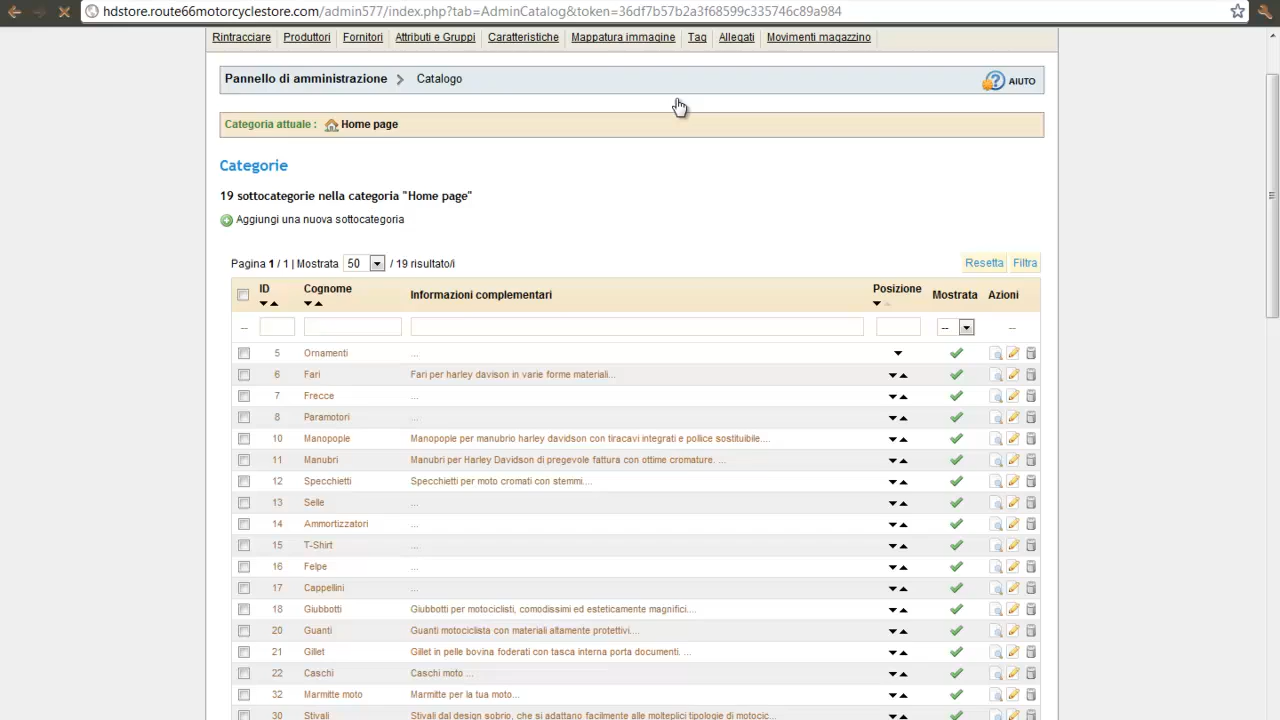 hdstore.route66motorcyclestore.com/admin577/index.php?tab=AdminCatalog&token=36df7b57b2a3f68599c335746c89a984
Rintracciare Produttori Fornitori Attributi e Gruppi Caratteristiche Mappatura immagine Tag Allegati Movimenti magazzino
Pannello di amministrazione > Catalogo AIUTO
Categoria attuale : Home page
Categorie
19 sottocategorie nella categoria "Home page"
Aggiungi una nuova sottocategoria
Pagina 1 / 1 | Mostrata 50 / 19 risultato/i Resetta Filtra
ID Cognome Informazioni complementari Posizione Mostrata Azioni
-- -- --
5 Ornamenti ...
6 Fari Fari per harley davison in varie forme materiali...
7 Frecce ...
8 Paramotori ...
10 Manopole Manopole per manubrio harley davidson con tiracavi integrati e pollice sostituibile....
11 Manubri Manubri per Harley Davidson di pregevole fattura con ottime cromature. ...
12 Specchietti Specchietti per moto cromati con stemmi....
13 Selle ...
14 Ammortizzatori ...
15 T-Shirt ...
16 Felpe ...
17 Cappellini ...
18 Giubbotti Giubbotti per motociclisti, comodissimi ed esteticamente magnifici....
20 Guanti Guanti motociclista con materiali altamente protettivi....
21 Gillet Gillet in pelle bovina foderati con tasca interna porta documenti. ...
22 Caschi Caschi moto ...
32 Marmitte moto Marmitte per la tua moto...
30 Stivali Stivali dal design sobrio, che si adattano facilmente alle molteplici tipologie di motocic...